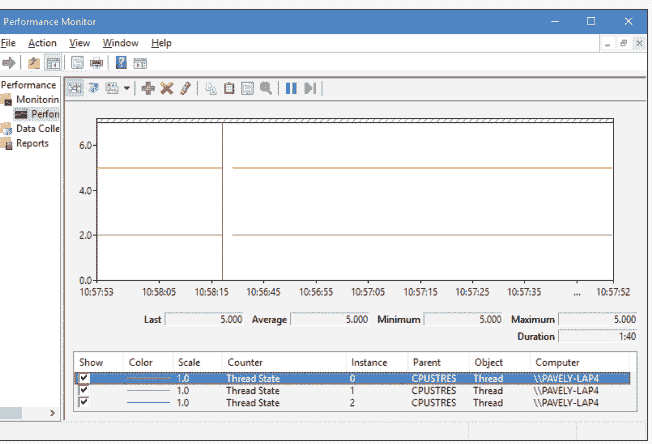 Performance Monitor
File Action View Window Help
Performance
Monitorin
Perfon
Data Colle
Reports
6.0
4.0
2.0
0.0
10:57:53 10:58:05 10:58:15 10:56:45 10:56:55 10:57:05 10:57:15 10:57:25 10:57:35 ... 10:57:52
Last 5.000 Average 5.000 Minimum 5.000 Maximum 5.000
Duration 1:40
Show Color Scale Counter Instance Parent Object Computer
1.0 Thread State 0 CPUSTRES Thread \\PAVELY-LAP4
1.0 Thread State 1 CPUSTRES Thread \\PAVELY-LAP4
1.0 Thread State 2 CPUSTRES Thread \\PAVELY-LAP4